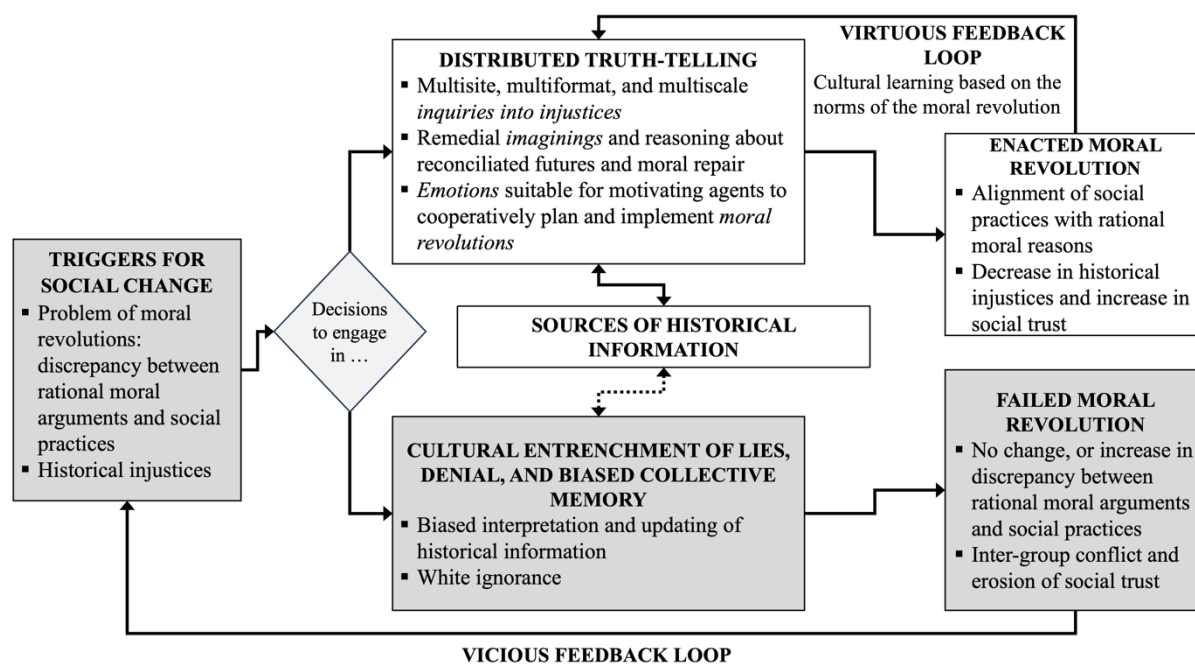 VIRTUOUS FEEDBACK
LOOP
Cultural learning based on the
norms of the moral revolution
DISTRIBUTED TRUTH-TELLING
▪ Multisite, multiformat, and multiscale
inquiries into injustices
▪ Remedial imaginings and reasoning about
reconciliated futures and moral repair
▪ Emotions suitable for motivating agents to
cooperatively plan and implement moral
revolutions
ENACTED MORAL
REVOLUTION
▪ Alignment of social
practices with rational
moral reasons
▪ Decrease in historical
injustices and increase in
social trust
TRIGGERS FOR
SOCIAL CHANGE
▪ Problem of moral
revolutions:
discrepancy between
rational moral
arguments and social
practices
▪ Historical injustices
Decisions
to engage
in …
SOURCES OF HISTORICAL
INFORMATION
CULTURAL ENTRENCHMENT OF LIES,
DENIAL, AND BIASED COLLECTIVE
MEMORY
▪ Biased interpretation and updating of
historical information
▪ White ignorance
FAILED MORAL
REVOLUTION
▪ No change, or increase in
discrepancy between
rational moral arguments
and social practices
▪ Inter-group conflict and
erosion of social trust
VICIOUS FEEDBACK LOOP